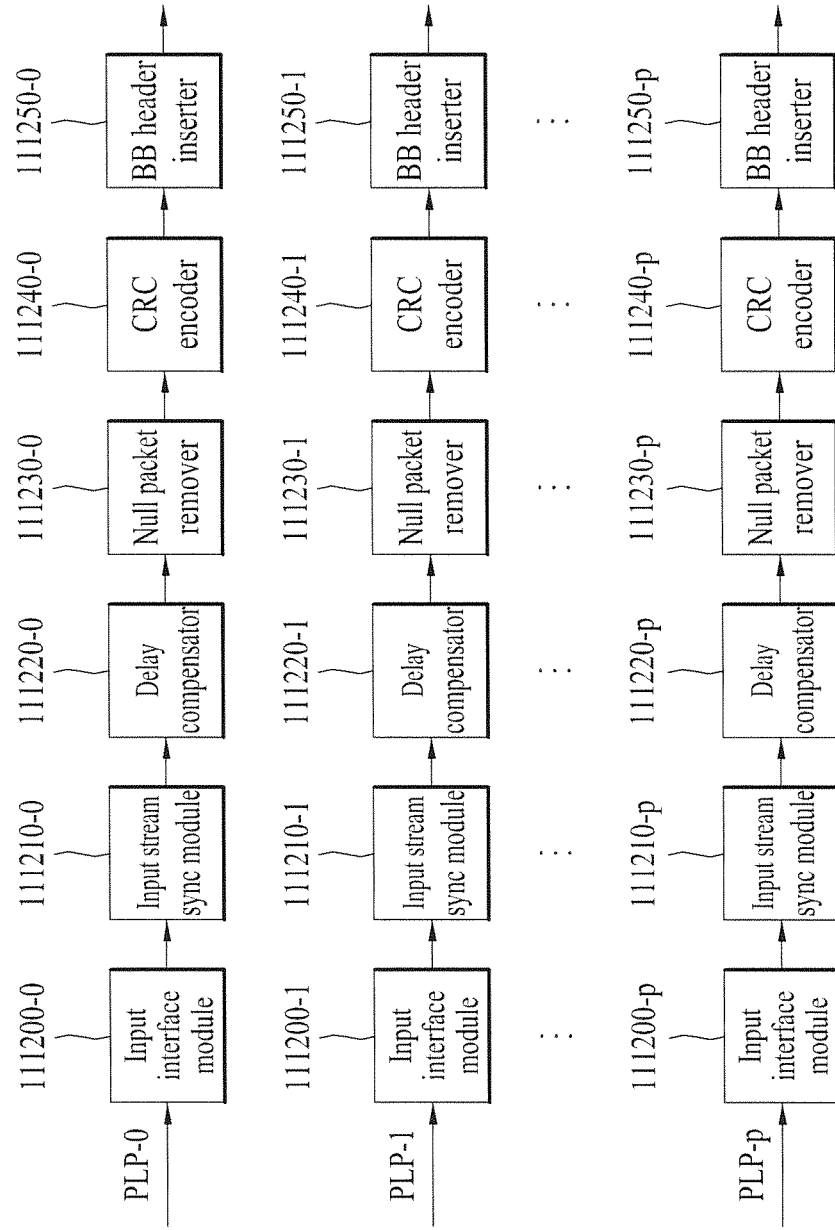 111200-0
111210-0
111220-0
111230-0
111240-0
111250-0
PLP-0
Input
interface
module
Input stream
sync module
Delay
compensator
Null packet
remover
CRC
encoder
BB header
inserter
111200-1
111210-1
111220-1
111230-1
111240-1
111250-1
PLP-1
Input
interface
module
Input stream
sync module
Delay
compensator
Null packet
remover
CRC
encoder
BB header
inserter
...
...
...
...
...
...
111200-p
111210-p
111220-p
111230-p
111240-p
111250-p
PLP-p
Input
interface
module
Input stream
sync module
Delay
compensator
Null packet
remover
CRC
encoder
BB header
inserter